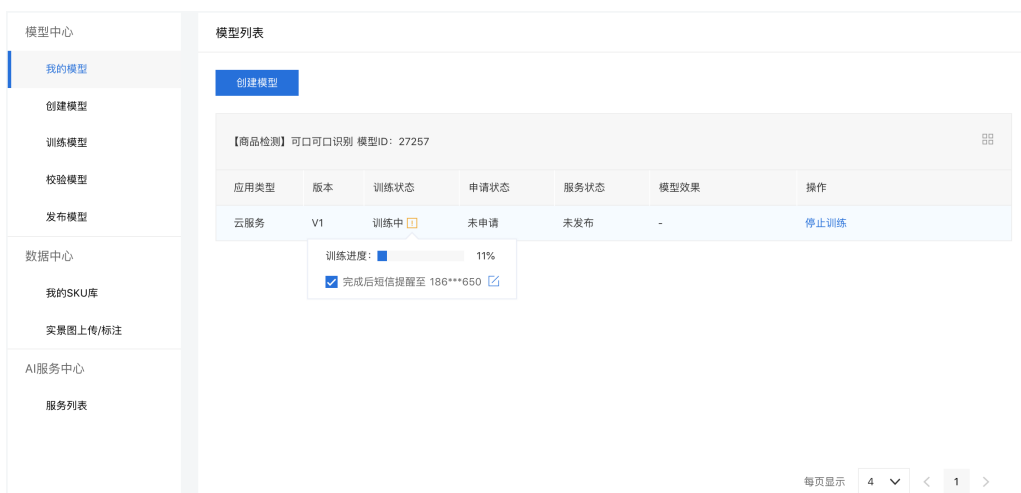 模型中心
我的模型
创建模型
训练模型
校验模型
发布模型
数据中心
我的SKU库
实景图上传/标注
AI服务中心
服务列表
模型列表
创建模型
【商品检测】可口可口识别 模型ID：27257
应用类型 版本 训练状态 申请状态 服务状态 模型效果 操作
云服务 V1 训练中 未申请 未发布 - 停止训练
训练进度： 11%
完成后短信提醒至 186***650
每页显示 4 < 1 >